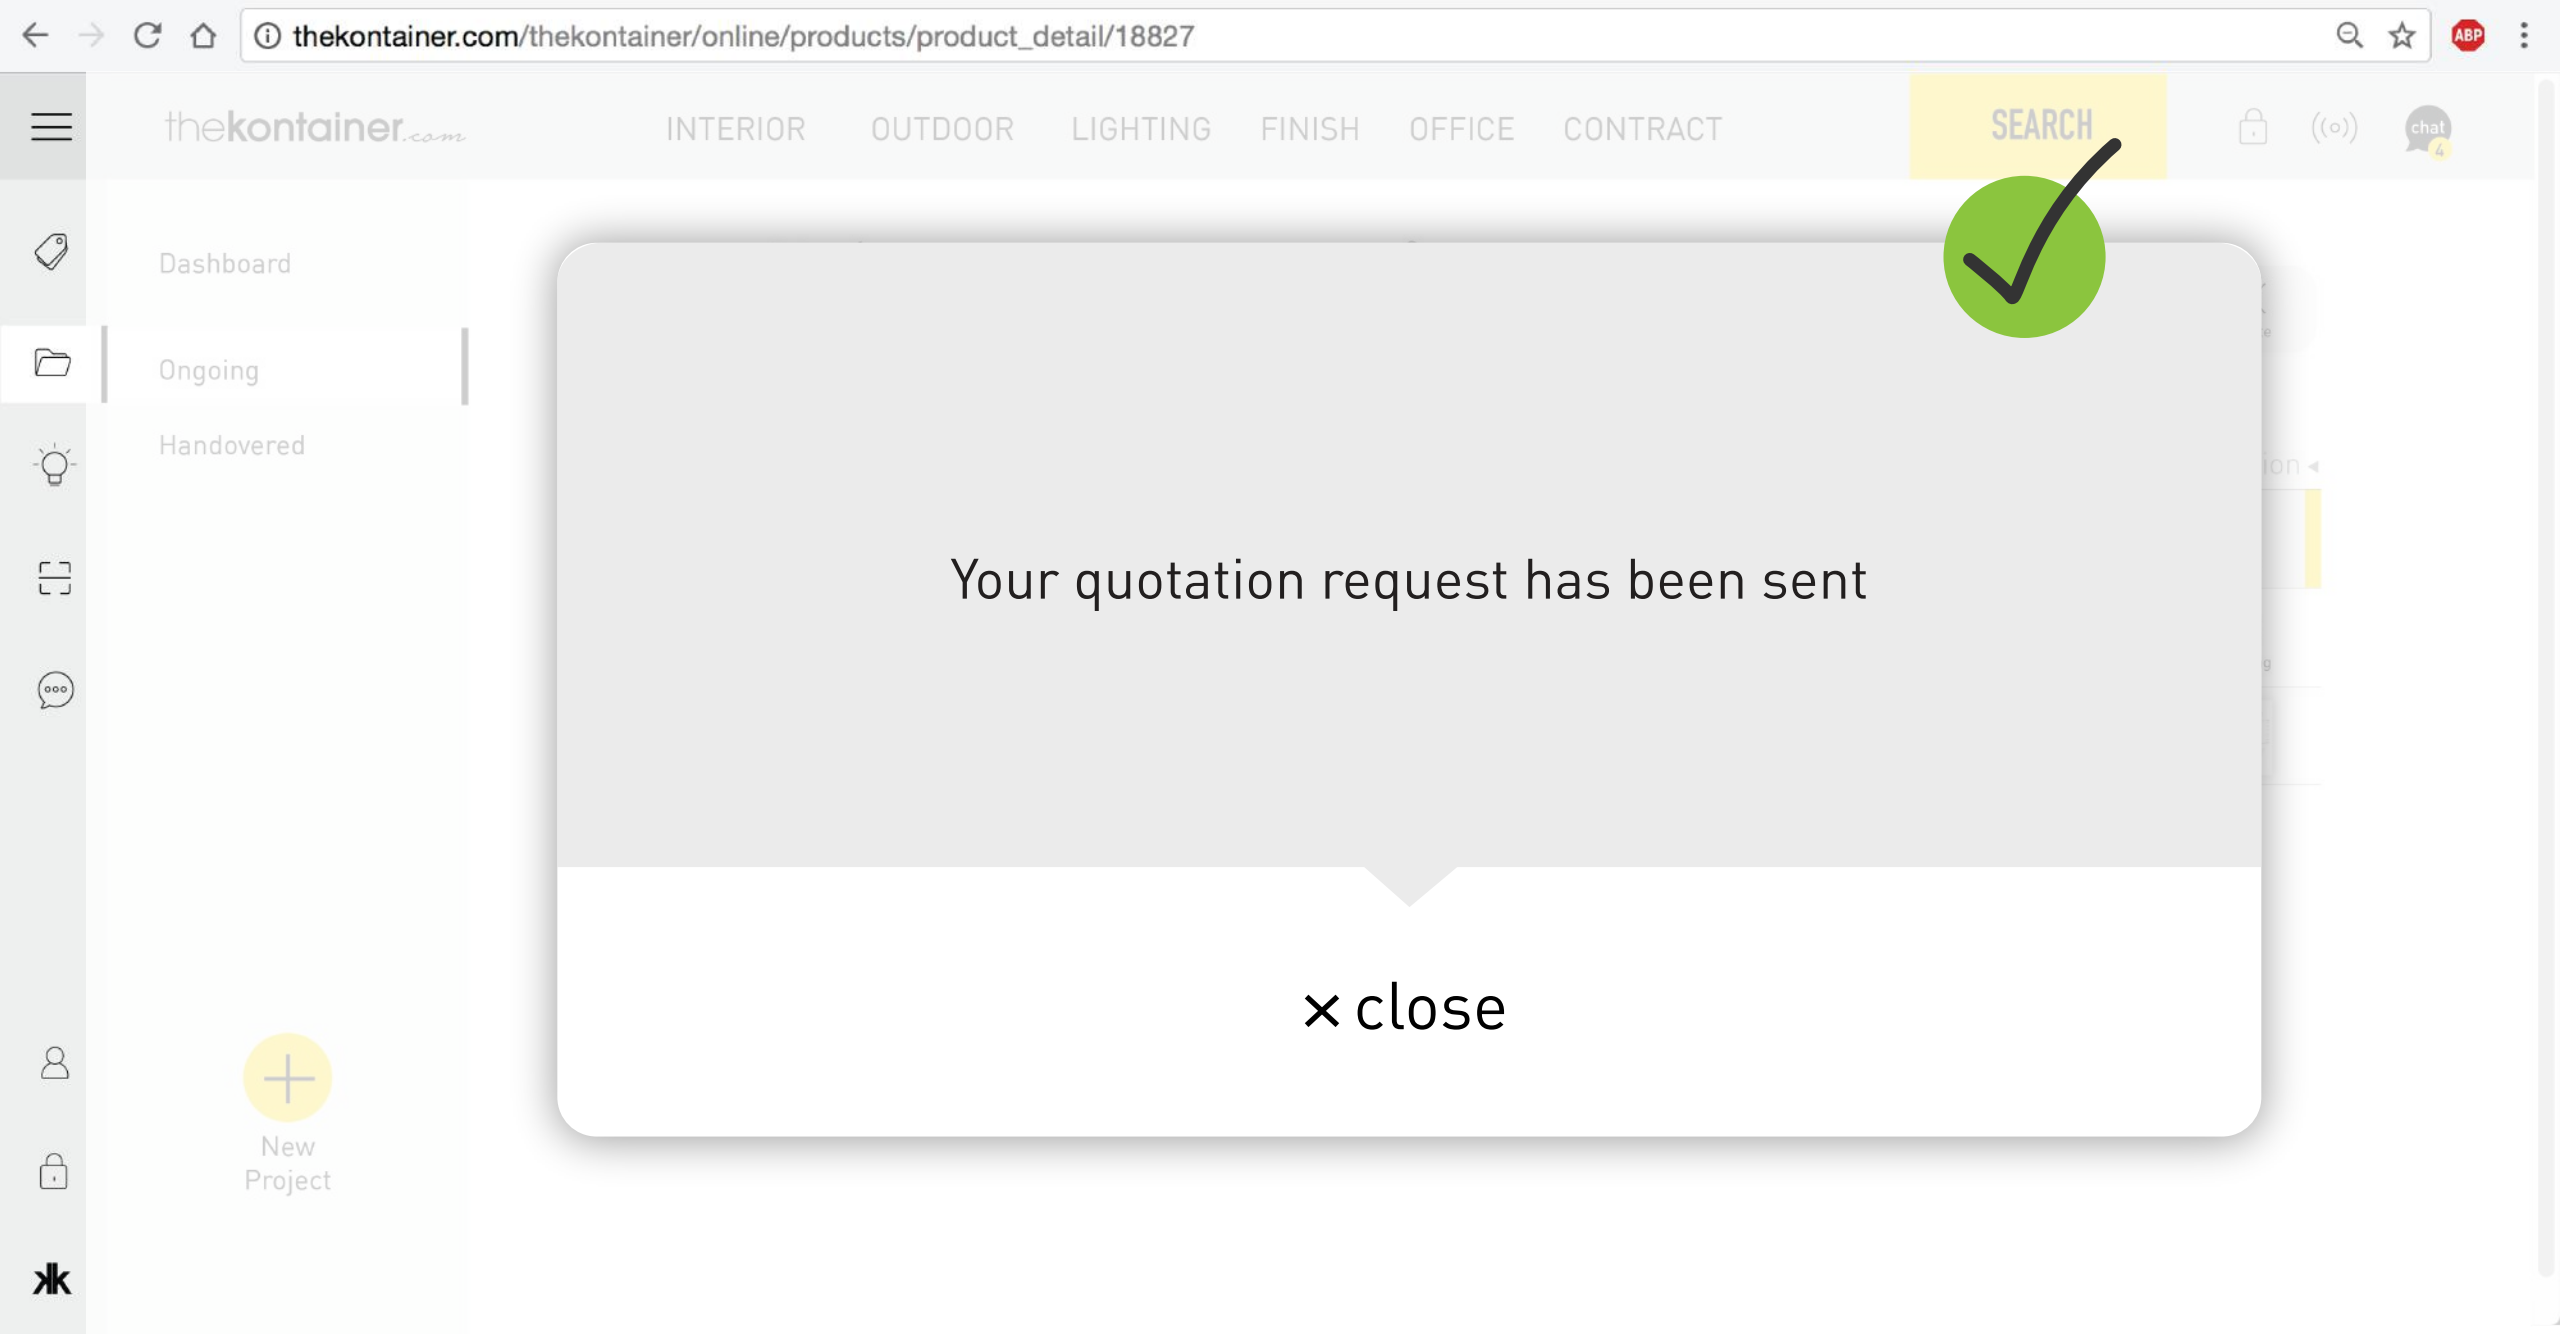 thekontainer.com/thekontainer/online/products/product_detail/18827
ABP
thekontainer.com
INTERIOR OUTDOOR LIGHTING FINISH OFFICE CONTRACT
SEARCH
chat
4
Dashboard
Ongoing
Handovered
Your quotation request has been sent
× close
New
Project